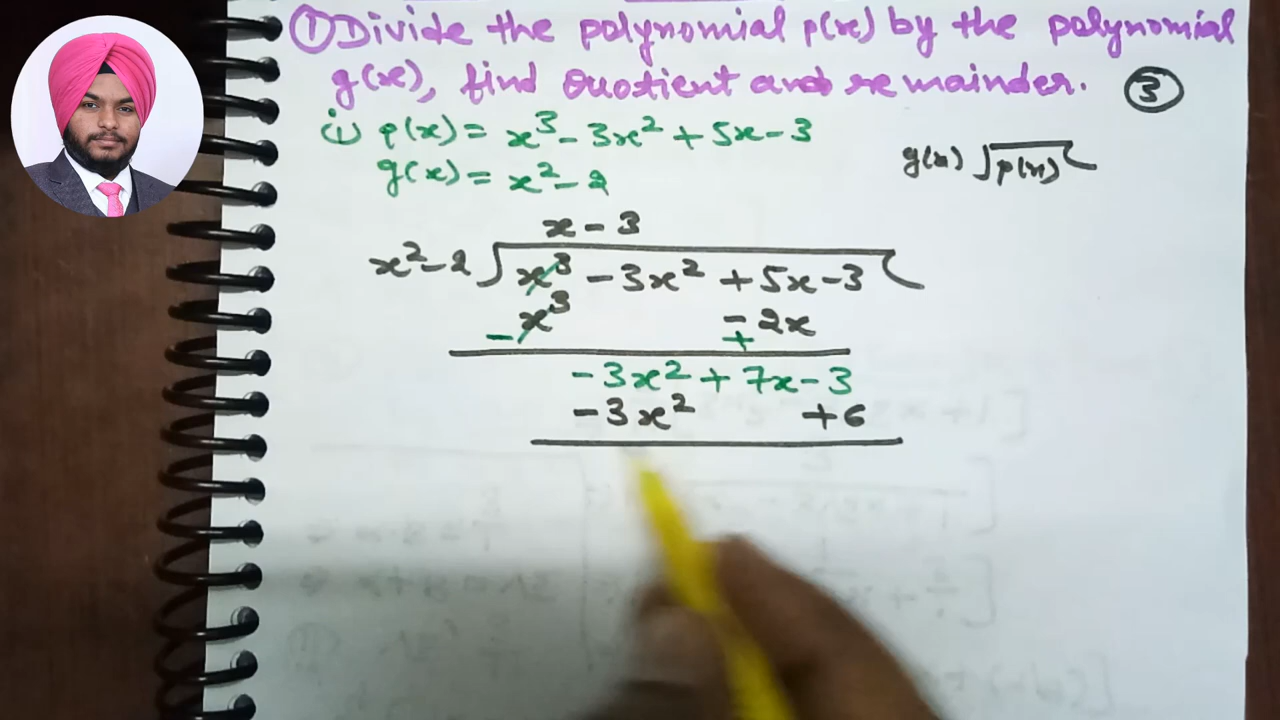 ① Divide the polynomial p(x) by the polynomial
g(x), find Quotient and remainder. ③
i) p(x) = x³ - 3x² + 5x - 3
g(x) = x² - 2
g(x) p(x)
x - 3
x² - 2 x³ - 3x² + 5x - 3
x³ - 2x
- +
- 3x² + 7x - 3
- 3x² + 6